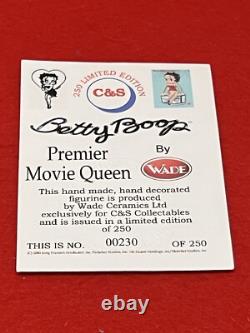 250 LIMITED EDITION
C&S
Betty Boop
Premier
Movie Queen
By
WADE
This hand made, hand decorated
figurine is produced
by Wade Ceramics Ltd
exclusively for C&S Collectables
and is issued in a limited edition
of 250
THIS IS NO. 00230 OF 250